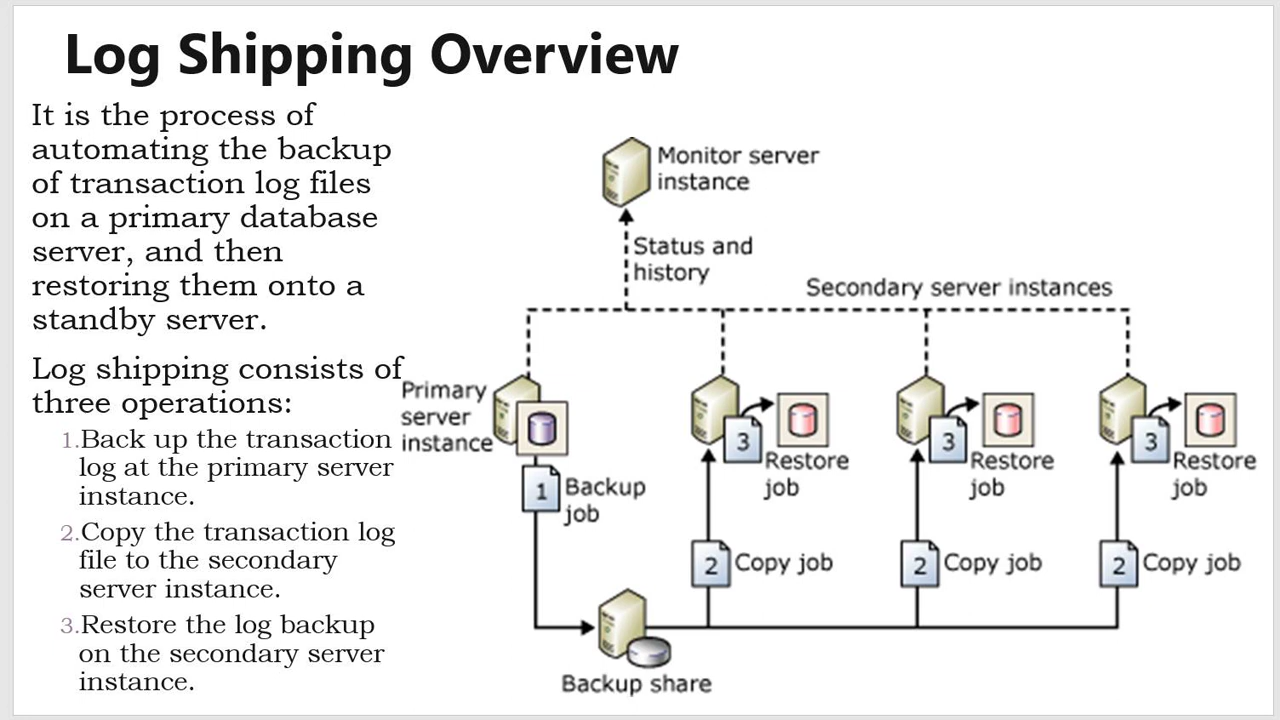 Log Shipping Overview
It is the process of
automating the backup
of transaction log files
on a primary database
server, and then
restoring them onto a
standby server.
Log shipping consists of
three operations:
1.Back up the transaction
log at the primary server
instance.
2.Copy the transaction log
file to the secondary
server instance.
3.Restore the log backup
on the secondary server
instance.
Monitor server
instance
Status and
history
Secondary server instances
Primary
server
instance
1
Backup
job
3
Restore
job
3
Restore
job
3
Restore
job
2
Copy job
2
Copy job
2
Copy job
Backup share